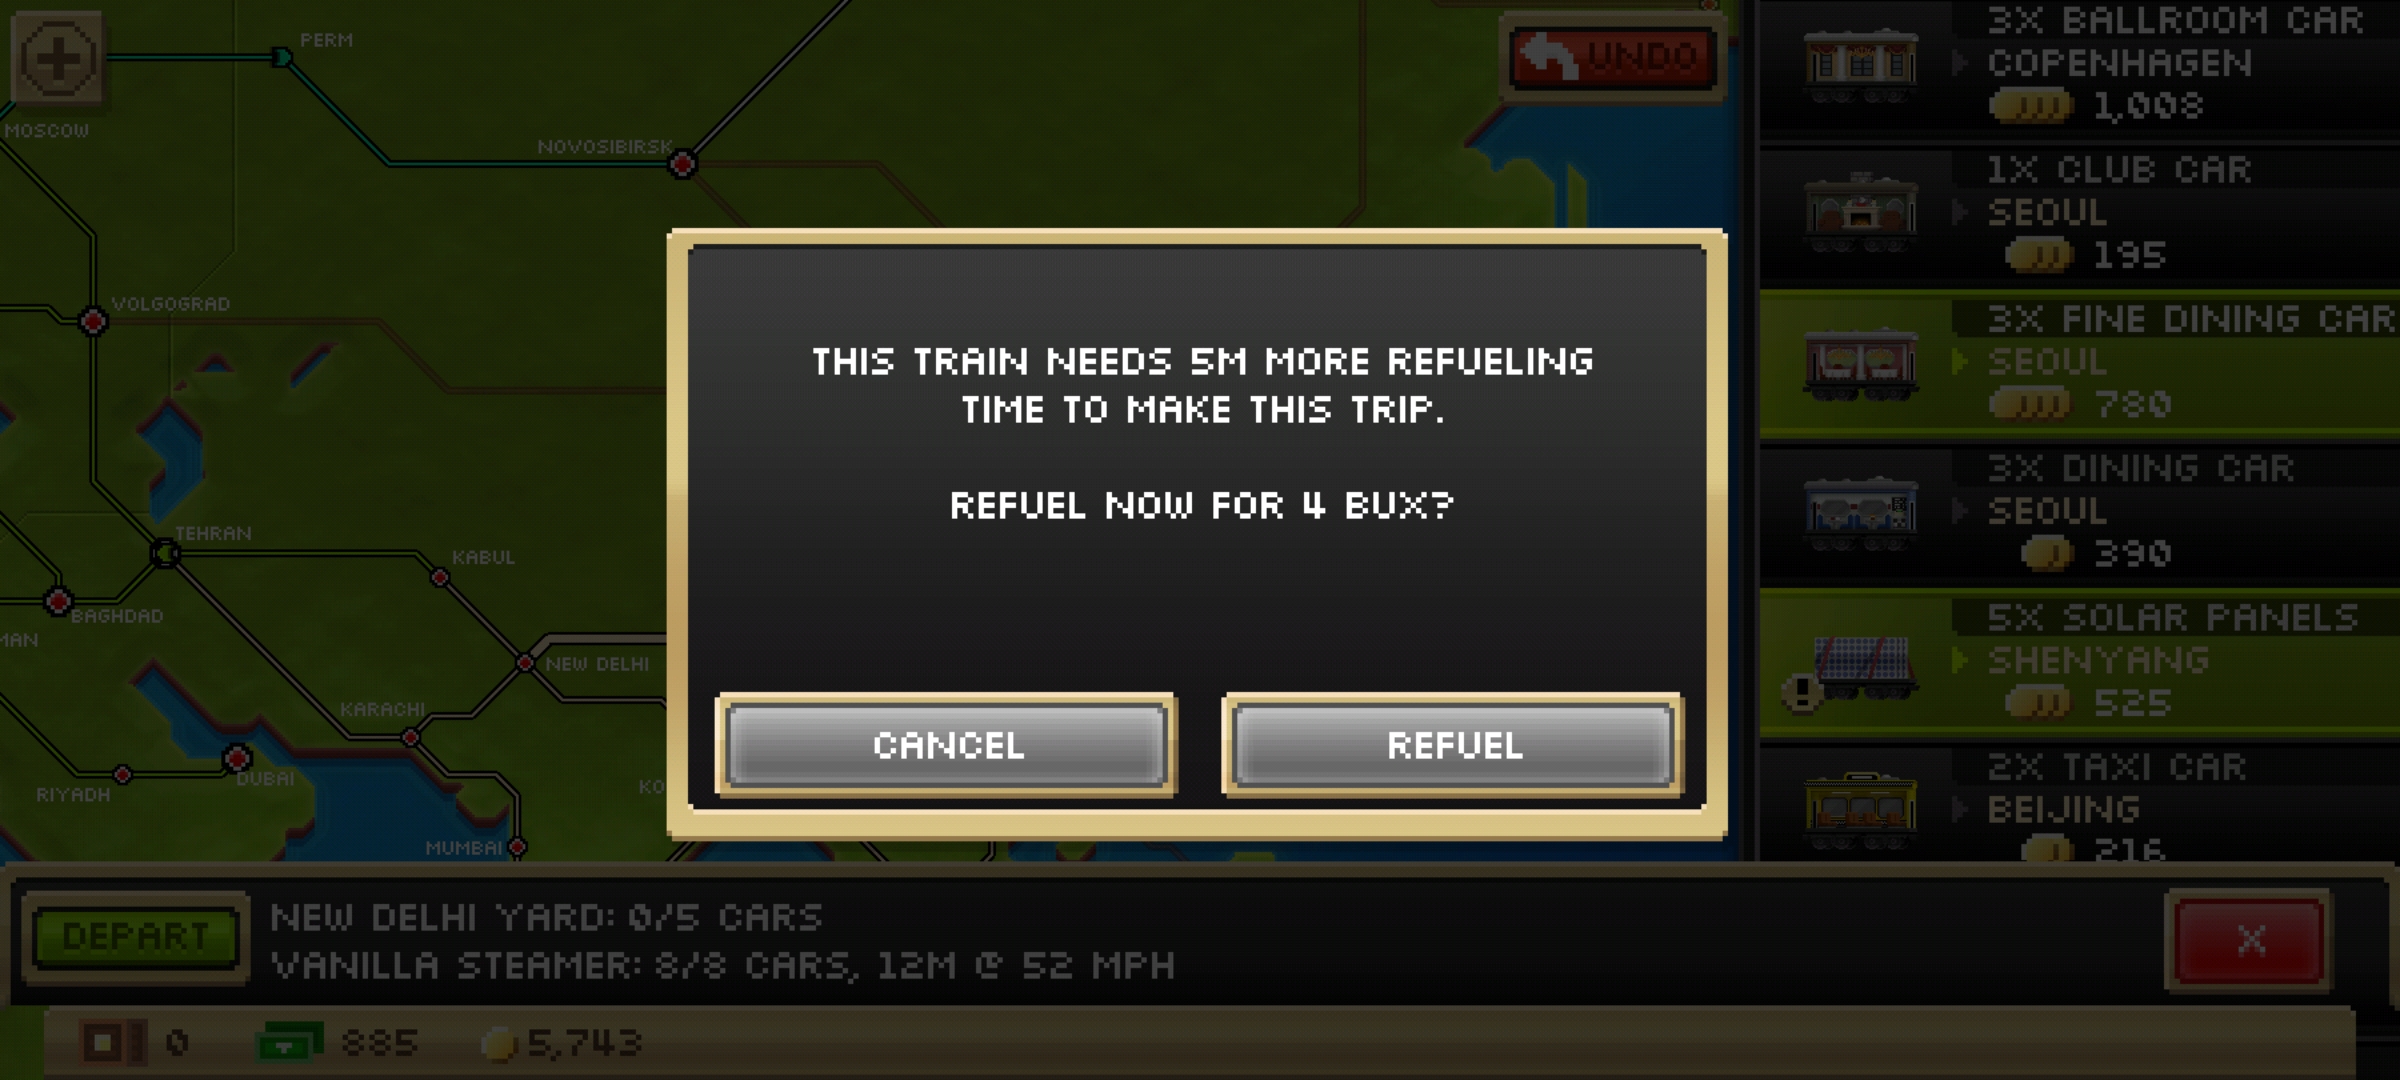 PERM
MOSCOW
NOVOSIBIRSK
UNDO
VOLGOGRAD
TEHRAN
KABUL
BAGHDAD
MAN
NEW DELHI
KARACHI
DUBAI
RIYADH
KO
MUMBAI
3X BALLROOM CAR
COPENHAGEN
1,008
1X CLUB CAR
SEOUL
195
3X FINE DINING CAR
SEOUL
780
3X DINING CAR
SEOUL
390
5X SOLAR PANELS
SHENYANG
525
2X TAXI CAR
BEIJING
216
THIS TRAIN NEEDS 5M MORE REFUELING
TIME TO MAKE THIS TRIP.
REFUEL NOW FOR 4 BUX?
CANCEL
REFUEL
DEPART
NEW DELHI YARD: 0/5 CARS
VANILLA STEAMER: 8/8 CARS, 12M @ 52 MPH
X
0
885
5,743